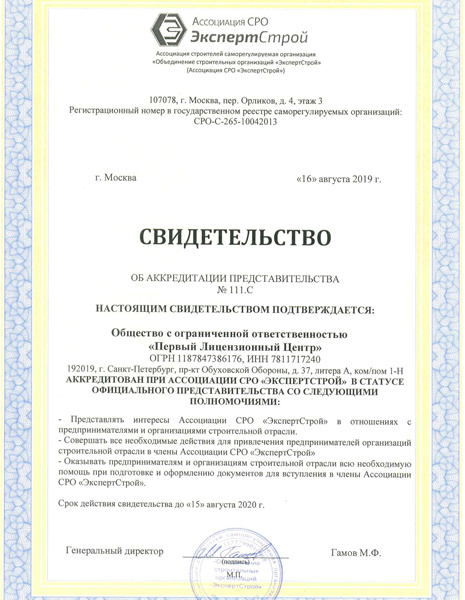 Ассоциация СРО
ЭкспертСтрой
Ассоциация строителей саморегулируемая организация
«Объединение строительных организаций «ЭкспертСтрой»
(Ассоциация СРО «ЭкспертСтрой»)
107078, г. Москва, пер. Орликов, д. 4, этаж 3
Регистрационный номер в государственном реестре саморегулируемых организаций:
СРО-С-265-10042013
г. Москва «16» августа 2019 г.
СВИДЕТЕЛЬСТВО
ОБ АККРЕДИТАЦИИ ПРЕДСТАВИТЕЛЬСТВА
№ 111.С
НАСТОЯЩИМ СВИДЕТЕЛЬСТВОМ ПОДТВЕРЖДАЕТСЯ:
Общество с ограниченной ответственностью
«Первый Лицензионный Центр»
ОГРН 1187847386176, ИНН 7811717240
192019, г. Санкт-Петербург, пр-кт Обуховской Обороны, д. 37, литера А, ком/пом 1-Н
АККРЕДИТОВАН ПРИ АССОЦИАЦИИ СРО «ЭКСПЕРТСТРОЙ» В СТАТУСЕ
ОФИЦИАЛЬНОГО ПРЕДСТАВИТЕЛЬСТВА СО СЛЕДУЮЩИМИ
ПОЛНОМОЧИЯМИ:
- Представлять интересы Ассоциации СРО «ЭкспертСтрой» в отношениях с
предпринимателями и организациями строительной отрасли.
- Совершать все необходимые действия для привлечения предпринимателей организаций
строительной отрасли в члены Ассоциации СРО «ЭкспертСтрой»
- Оказывать предпринимателям и организациям строительной отрасли всю необходимую
помощь при подготовке и оформлению документов для вступления в члены Ассоциации
СРО «ЭкспертСтрой».
Срок действия свидетельства до «15» августа 2020 г.
Генеральный директор Гамов М.Ф.
(подпись)
М.П.